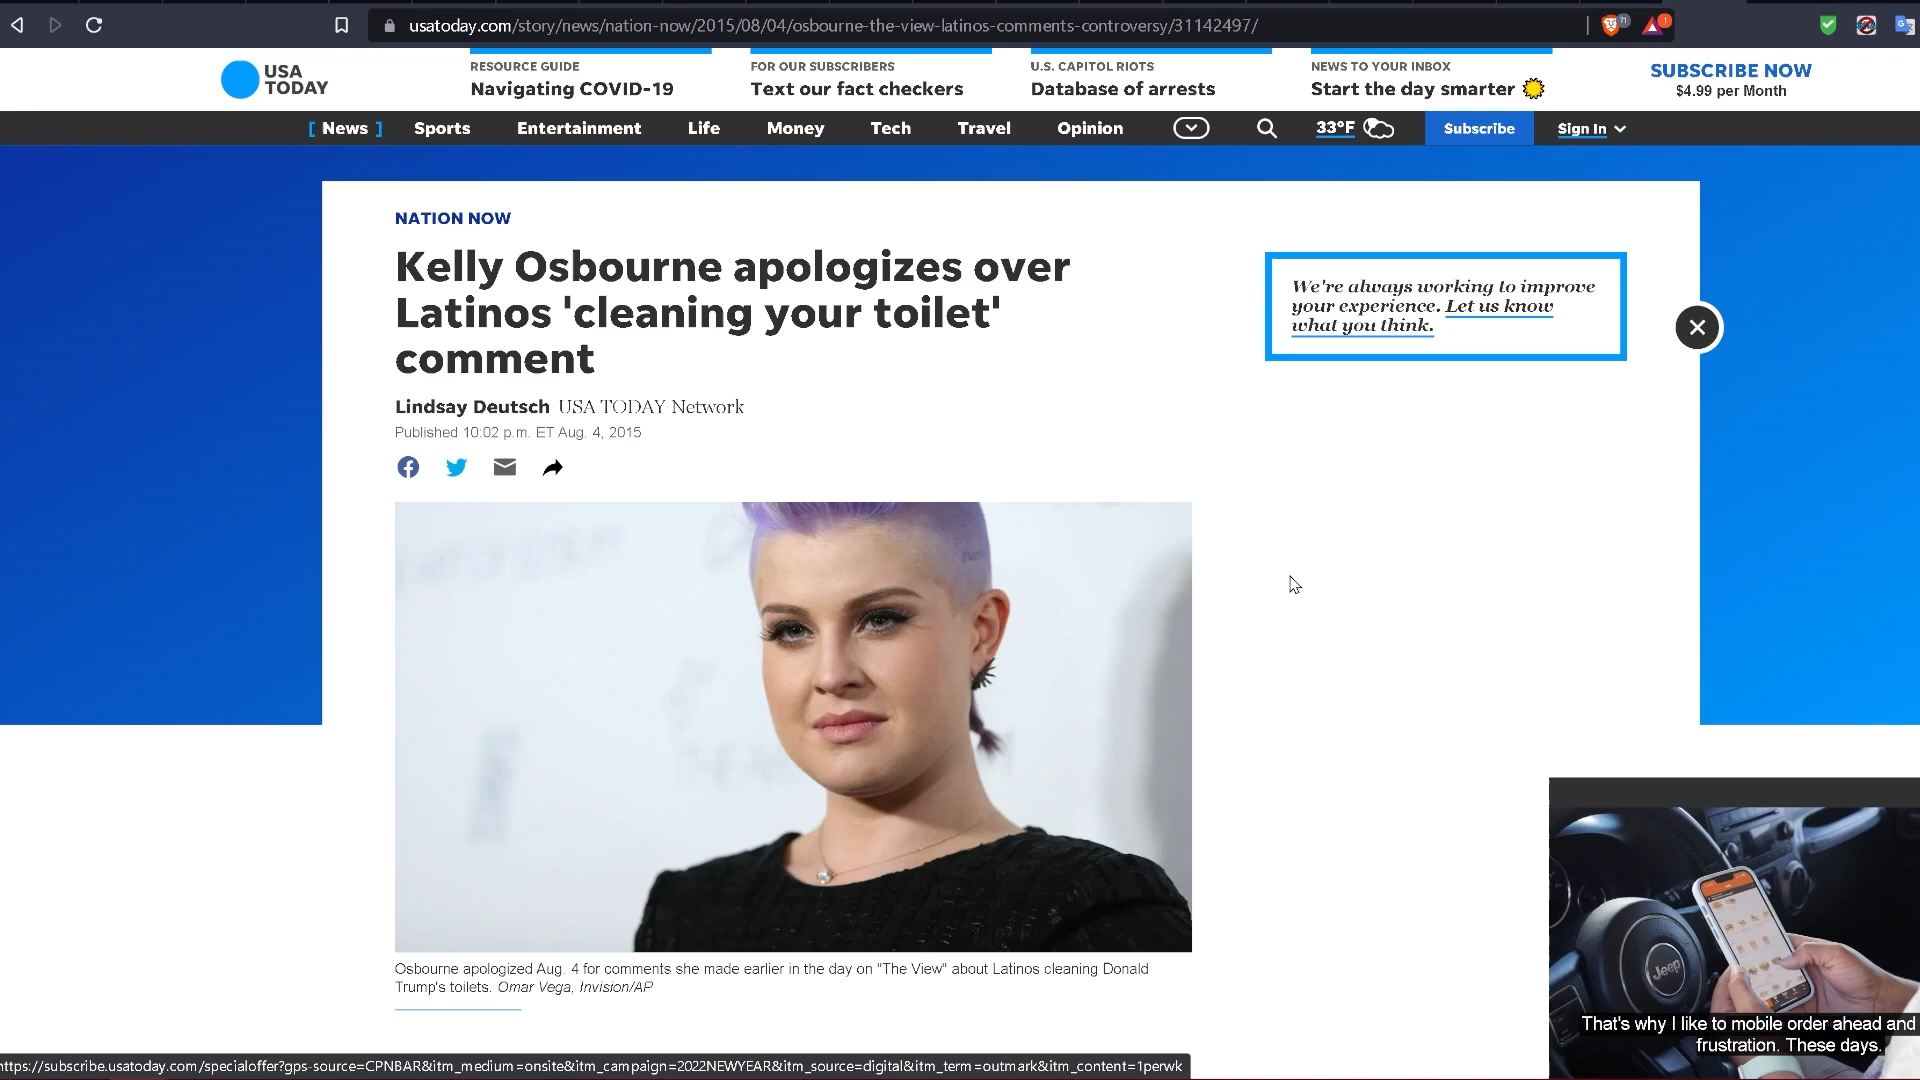 usatoday.com/story/news/nation-now/2015/08/04/osbourne-the-view-latinos-comments-controversy/31142497/
71
1
USA
TODAY
RESOURCE GUIDE
Navigating COVID-19
FOR OUR SUBSCRIBERS
Text our fact checkers
U.S. CAPITOL RIOTS
Database of arrests
NEWS TO YOUR INBOX
Start the day smarter
SUBSCRIBE NOW
$4.99 per Month
[ News ] Sports Entertainment Life Money Tech Travel Opinion 33°F Subscribe Sign In
NATION NOW
Kelly Osbourne apologizes over
Latinos 'cleaning your toilet'
comment
Lindsay Deutsch USA TODAY Network
Published 10:02 p.m. ET Aug. 4, 2015
We're always working to improve
your experience. Let us know
what you think.
Osbourne apologized Aug. 4 for comments she made earlier in the day on "The View" about Latinos cleaning Donald
Trump's toilets. Omar Vega, Invision/AP
Jeep
That's why I like to mobile order ahead and
frustration. These days.
https://subscribe.usatoday.com/specialoffer?gps-source=CPNBAR&itm_medium=onsite&itm_campaign=2022NEWYEAR&itm_source=digital&itm_term=outmark&itm_content=1perwk